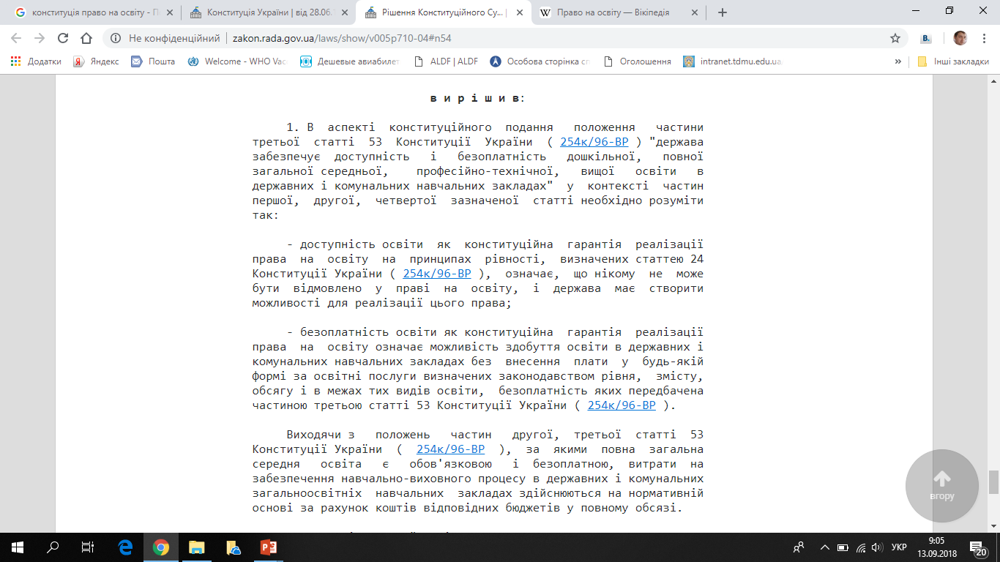 конституція право на освіту - П
Конституція України | від 28.06.
Рішення Конституційного Су... |
Право на освіту — Вікіпедія
Не конфіденційний | zakon.rada.gov.ua/laws/show/v005p710-04#n54
B.
Додатки
Яндекс
Пошта
Welcome - WHO Vac
Дешевые авиабилет
ALDF | ALDF
Особова сторінка сп
Оголошення
intranet.tdmu.edu.ua
»
Інші закладки
в и р і ш и в:
1. В аспекті конституційного подання положення частини
третьої статті 53 Конституції України ( 254к/96-ВР ) "держава
забезпечує доступність і безоплатність дошкільної, повної
загальної середньої, професійно-технічної, вищої освіти в
державних і комунальних навчальних закладах" у контексті частин
першої, другої, четвертої зазначеної статті необхідно розуміти
так:
- доступність освіти як конституційна гарантія реалізації
права на освіту на принципах рівності, визначених статтею 24
Конституції України ( 254к/96-ВР ), означає, що нікому не може
бути відмовлено у праві на освіту, і держава має створити
можливості для реалізації цього права;
- безоплатність освіти як конституційна гарантія реалізації
права на освіту означає можливість здобуття освіти в державних і
комунальних навчальних закладах без внесення плати у будь-якій
формі за освітні послуги визначених законодавством рівня, змісту,
обсягу і в межах тих видів освіти, безоплатність яких передбачена
частиною третьою статті 53 Конституції України ( 254к/96-ВР ).
Виходячи з положень частин другої, третьої статті 53
Конституції України ( 254к/96-ВР ), за якими повна загальна
середня освіта є обов'язковою і безоплатною, витрати на
забезпечення навчально-виховного процесу в державних і комунальних
загальноосвітніх навчальних закладах здійснюються на нормативній
основі за рахунок коштів відповідних бюджетів у повному обсязі.
вгору
УКР
9:05
13.09.2018
20